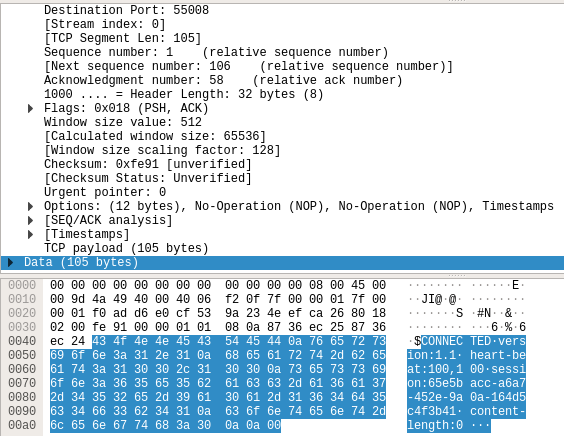 Destination Port: 55008
[Stream index: 0]
[TCP Segment Len: 105]
Sequence number: 1    (relative sequence number)
[Next sequence number: 106    (relative sequence number)]
Acknowledgment number: 58    (relative ack number)
1000 .... = Header Length: 32 bytes (8)
Flags: 0x018 (PSH, ACK)
Window size value: 512
[Calculated window size: 65536]
[Window size scaling factor: 128]
Checksum: 0xfe91 [unverified]
[Checksum Status: Unverified]
Urgent pointer: 0
Options: (12 bytes), No-Operation (NOP), No-Operation (NOP), Timestamps
[SEQ/ACK analysis]
[Timestamps]
TCP payload (105 bytes)
Data (105 bytes)
0000  00 00 00 00 00 00 00 00  00 00 00 00 08 00 45 00  ········ ······E·
0010  00 9d 4a 49 40 00 40 06  f2 0f 7f 00 00 01 7f 00  ··JI@·@· ········
0020  00 01 f0 ad d6 e0 cf 53  9a 23 4e ef ca 26 80 18  ·······S ·#N··&··
0030  02 00 fe 91 00 00 01 01  08 0a 87 36 ec 25 87 36  ········ ···6·%·6
0040  ec 24 43 4f 4e 4e 45 43  54 45 44 0a 76 65 72 73  ·$CONNEC TED·vers
0050  69 6f 6e 3a 31 2e 31 0a  68 65 61 72 74 2d 62 65  ion:1.1· heart-be
0060  61 74 3a 31 30 30 2c 31  30 30 0a 73 65 73 73 69  at:100,1 00·sessi
0070  6f 6e 3a 36 35 65 35 62  61 63 63 2d 61 36 61 37  on:65e5b acc-a6a7
0080  2d 34 35 32 65 2d 39 61  30 61 2d 31 36 34 64 35  -452e-9a 0a-164d5
0090  63 34 66 33 62 34 31 0a  63 6f 6e 74 65 6e 74 2d  c4f3b41· content-
00a0  6c 65 6e 67 74 68 3a 30  0a 0a 00  length:0 ···